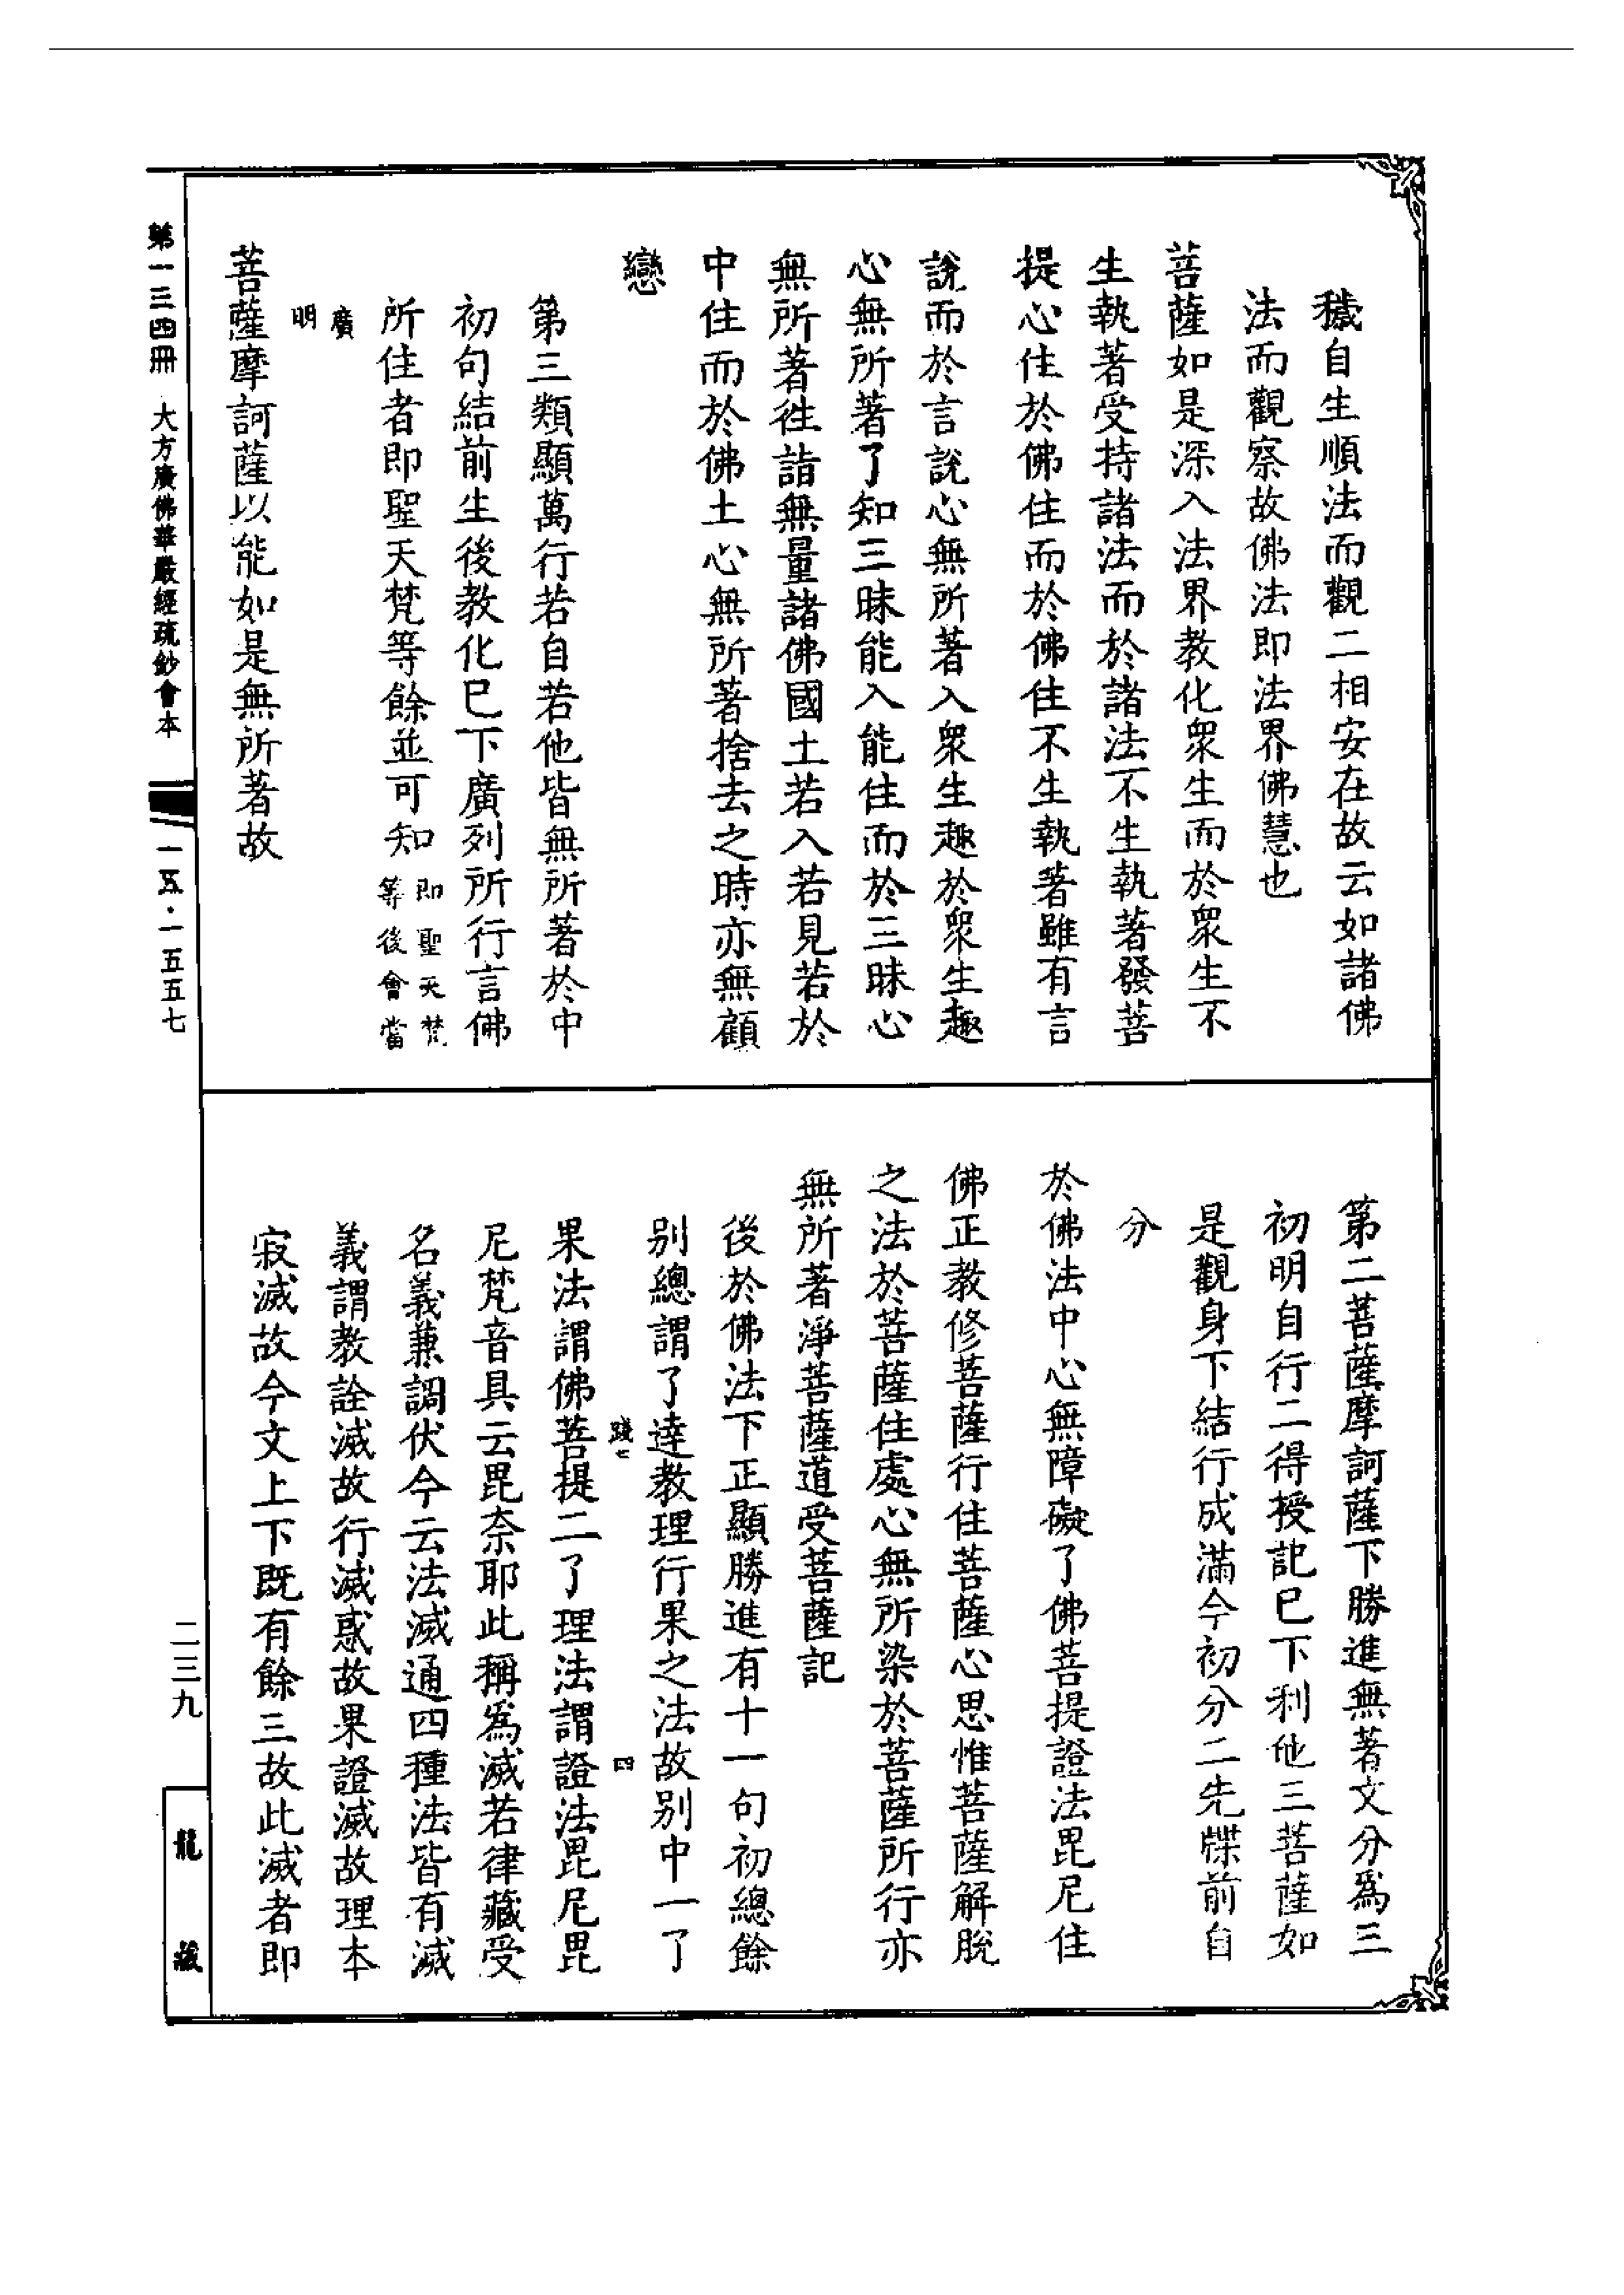 穢自生順法而觀二相安在故云如諸佛
法而觀察故佛法即法界佛慧也
菩薩如是深入法界教化衆生而於衆生不
生執著受持諸法而於諸法不生執著發菩
提心住於佛住而於佛住不生執著雖有言
說而於言說心無所著入衆生趣於衆生趣
心無所著了知三昧能入能住而於三昧心
無所著往詣無量諸佛國土若入若見若於
中住而於佛土心無所著捨去之時亦無顧
戀
第三類顯萬行若自若他皆無所著於中
初句結前生後教化巳下廣列所行言佛
所住者即聖天梵等餘並可知即聖天梵
等後會當
廣
明
菩薩摩訶薩以能如是無所著故
第二菩薩摩訶薩下勝進無著文分爲三
初明自行二得授記巳下利他三菩薩如
是觀身下結行成滿今初分二先牒前自
分
於佛法中心無障礙了佛菩提證法毘尼住
佛正教修菩薩行住菩薩心思惟菩薩解脫
之法於菩薩住處心無所染於菩薩所行亦
無所著淨菩薩道受菩薩記
後於佛法下正顯勝進有十一句初總餘
別總謂了達教理行果之法故别中一了
踐七
四
果法謂佛菩提二了理法謂證法毘尼毘
尼梵音具云毘奈耶此稱爲滅若律藏受
名義兼調伏今云法滅通四種法皆有滅
義謂教詮滅故行滅惑故果證滅故理本
寂滅故今文上下既有餘三故此滅者即
第一三四冊
大方廣佛華嚴經疏鈔會本
一五·一五五七
二三九
龍藏